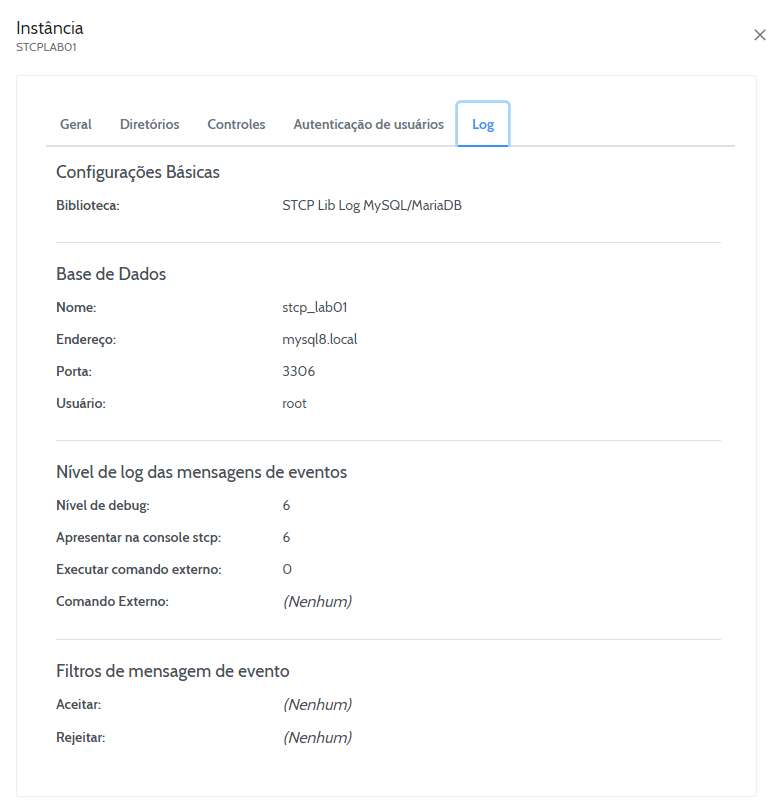 Instância
STCPLAB01
Geral Diretórios Controles Autenticação de usuários Log
Configurações Básicas
Biblioteca: STCP Lib Log MySQL/MariaDB
Base de Dados
Nome: stcp_lab01
Endereço: mysql8.local
Porta: 3306
Usuário: root
Nível de log das mensagens de eventos
Nível de debug: 6
Apresentar na console stcp: 6
Executar comando externo: 0
Comando Externo: (Nenhum)
Filtros de mensagem de evento
Aceitar: (Nenhum)
Rejeitar: (Nenhum)